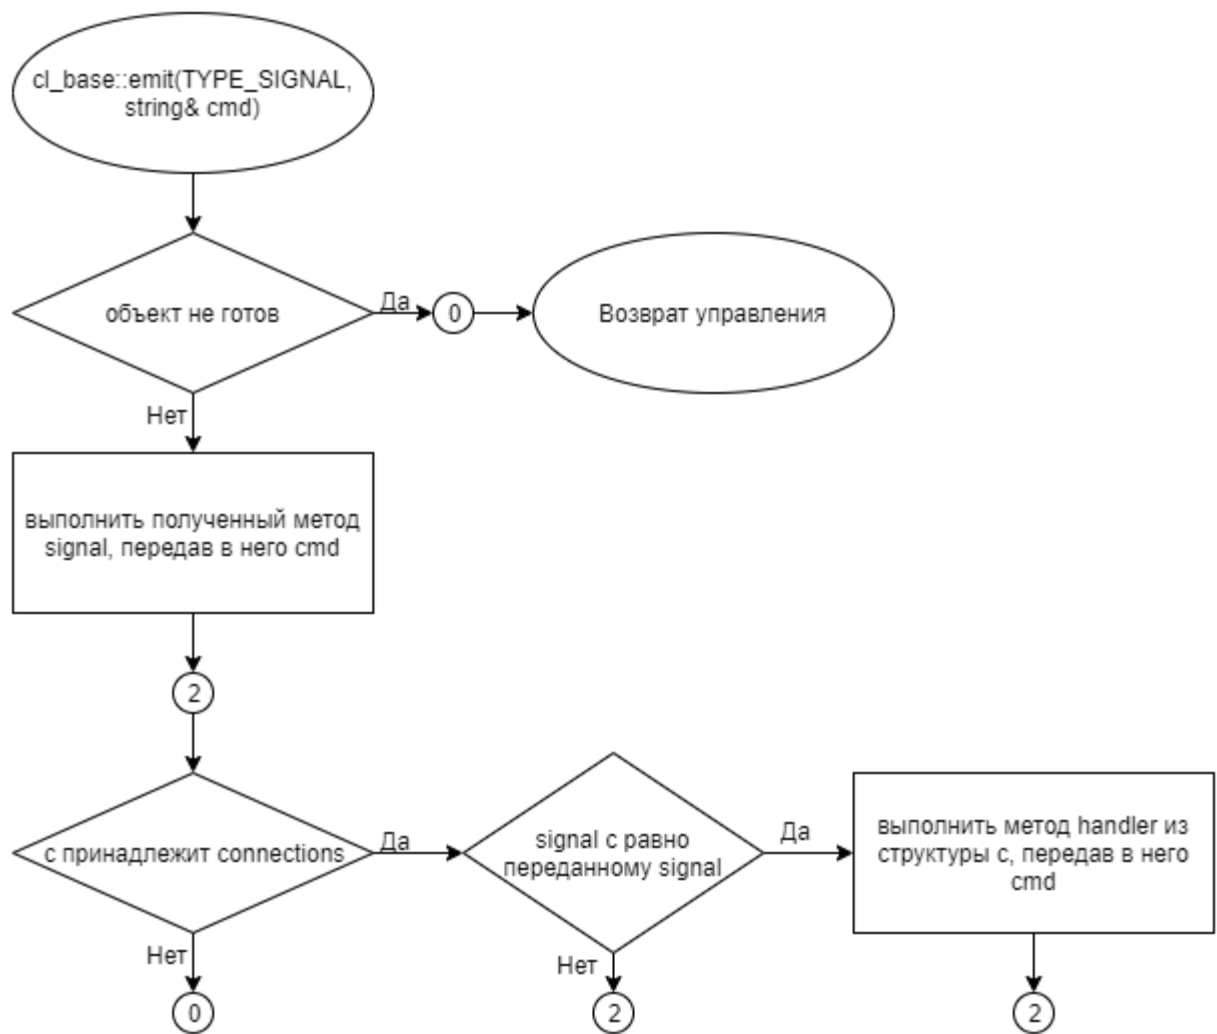 cl_base::emit(TYPE_SIGNAL,
string& cmd)
объект не готов
Да
0
Возврат управления
Нет
выполнить полученный метод
signal, передав в него cmd
2
с принадлежит connections
Да
signal с равно
переданному signal
Да
выполнить метод handler из
структуры с, передав в него
cmd
Нет
0
Нет
2
2